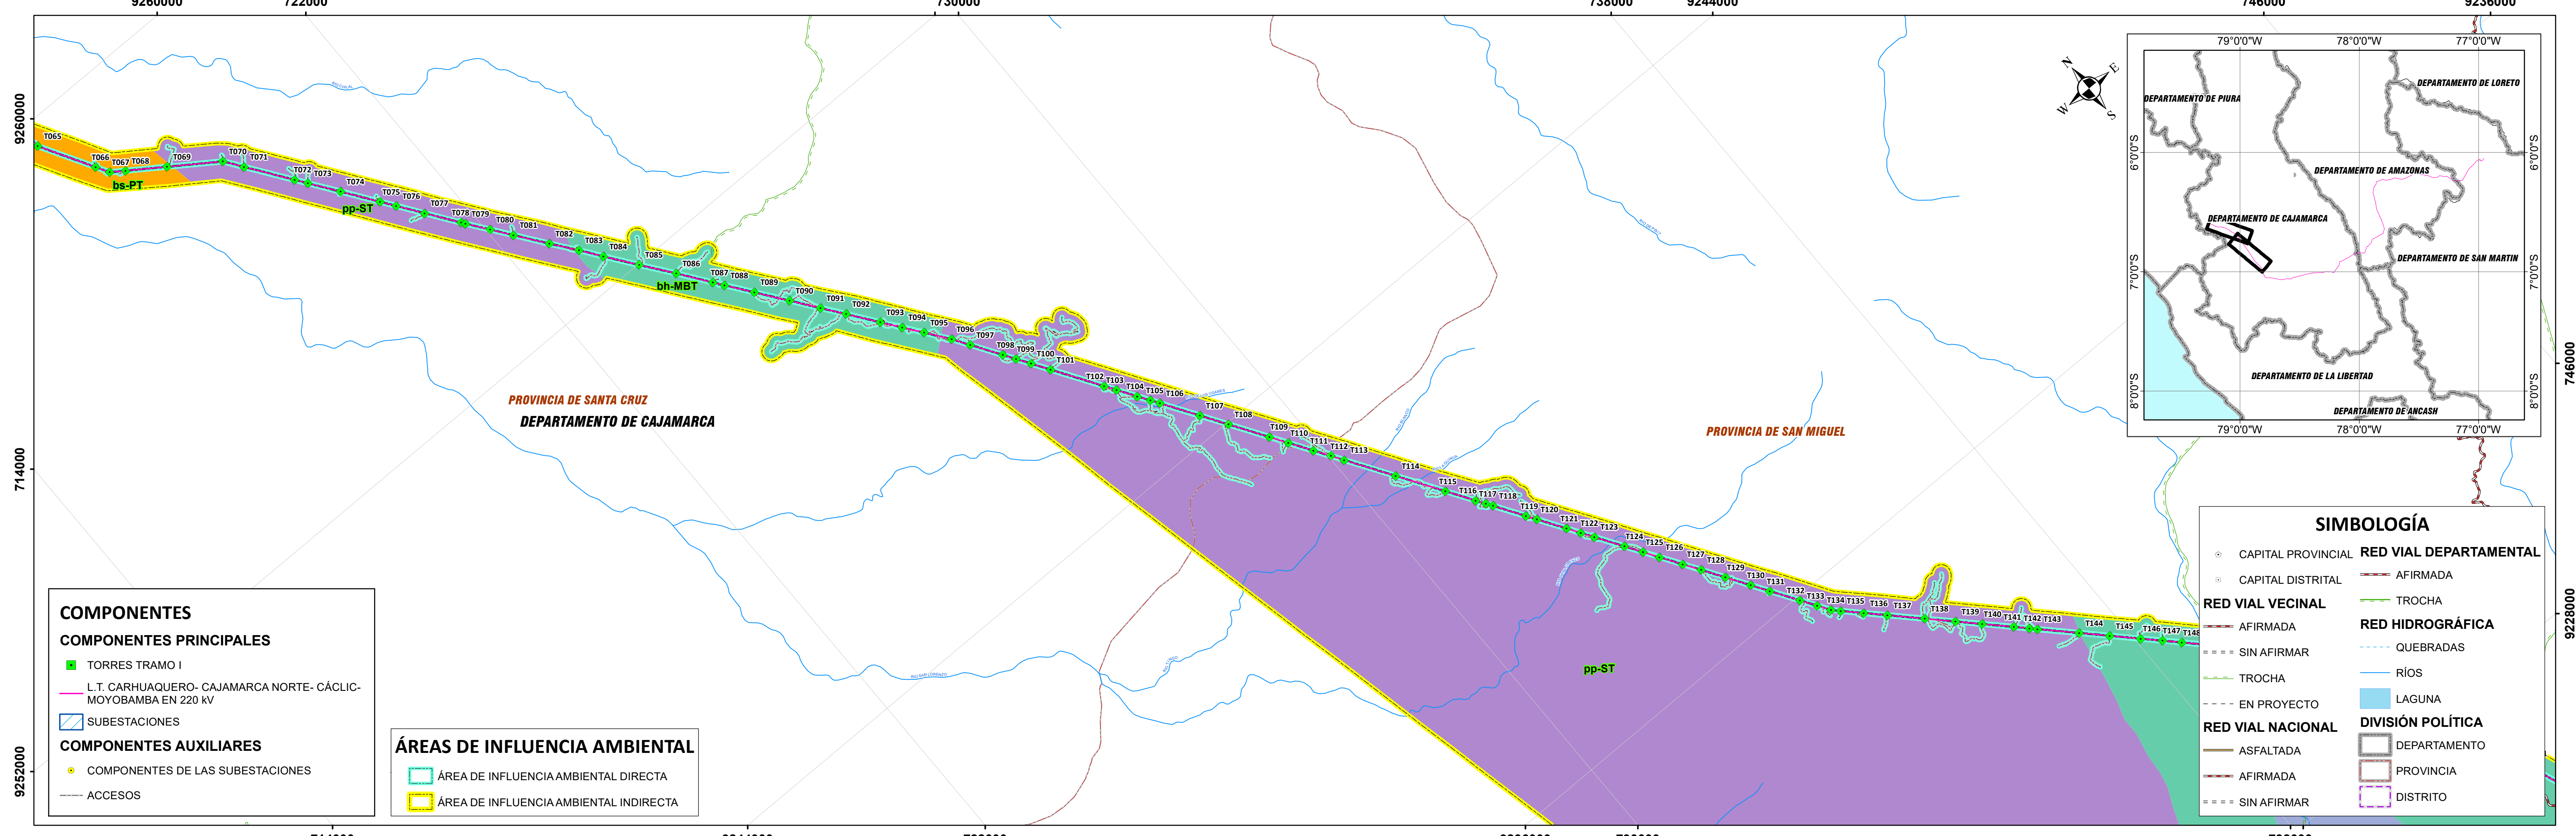 9260000
722000
730000
738000
9244000
746000
9236000
9260000
714000
9252000
746000
9228000
N
E
W
S
79°0'0"W
78°0'0"W
77°0'0"W
DEPARTAMENTO DE LORETO
DEPARTAMENTO DE PIURA
6°0'0"S
6°0'0"S
DEPARTAMENTO DE AMAZONAS
DEPARTAMENTO DE CAJAMARCA
DEPARTAMENTO DE SAN MARTIN
7°0'0"S
7°0'0"S
DEPARTAMENTO DE LA LIBERTAD
8°0'0"S
8°0'0"S
DEPARTAMENTO DE ANCASH
79°0'0"W
78°0'0"W
77°0'0"W
T065
T066
T067
T068
T069
T070
T071
T072
T073
T074
T075
T076
T077
T078
T079
T080
T081
T082
T083
T084
T085
T086
T087
T088
T089
T090
T091
T092
T093
T094
T095
T096
T097
T098
T099
T100
T101
T102
T103
T104
T105
T106
T107
T108
T109
T110
T111
T112
T113
T114
T115
T116
T117
T118
T119
T120
T121
T122
T123
T124
T125
T126
T127
T128
T129
T130
T131
T132
T133
T134
T135
T136
T137
T138
T139
T140
T141
T142
T143
T144
T145
T146
T147
T148
bs-PT
pp-ST
bh-MBT
pp-ST
PROVINCIA DE SANTA CRUZ
DEPARTAMENTO DE CAJAMARCA
PROVINCIA DE SAN MIGUEL
RIO SAN LORENZO
COMPONENTES
COMPONENTES PRINCIPALES
TORRES TRAMO I
L.T. CARHUAQUERO- CAJAMARCA NORTE- CÁCLIC-
MOYOBAMBA EN 220 kV
SUBESTACIONES
COMPONENTES AUXILIARES
COMPONENTES DE LAS SUBESTACIONES
ACCESOS
ÁREAS DE INFLUENCIA AMBIENTAL
ÁREA DE INFLUENCIA AMBIENTAL DIRECTA
ÁREA DE INFLUENCIA AMBIENTAL INDIRECTA
SIMBOLOGÍA
CAPITAL PROVINCIAL
CAPITAL DISTRITAL
RED VIAL VECINAL
AFIRMADA
SIN AFIRMAR
TROCHA
EN PROYECTO
RED VIAL NACIONAL
ASFALTADA
AFIRMADA
SIN AFIRMAR
RED VIAL DEPARTAMENTAL
AFIRMADA
TROCHA
RED HIDROGRÁFICA
QUEBRADAS
RÍOS
LAGUNA
DIVISIÓN POLÍTICA
DEPARTAMENTO
PROVINCIA
DISTRITO